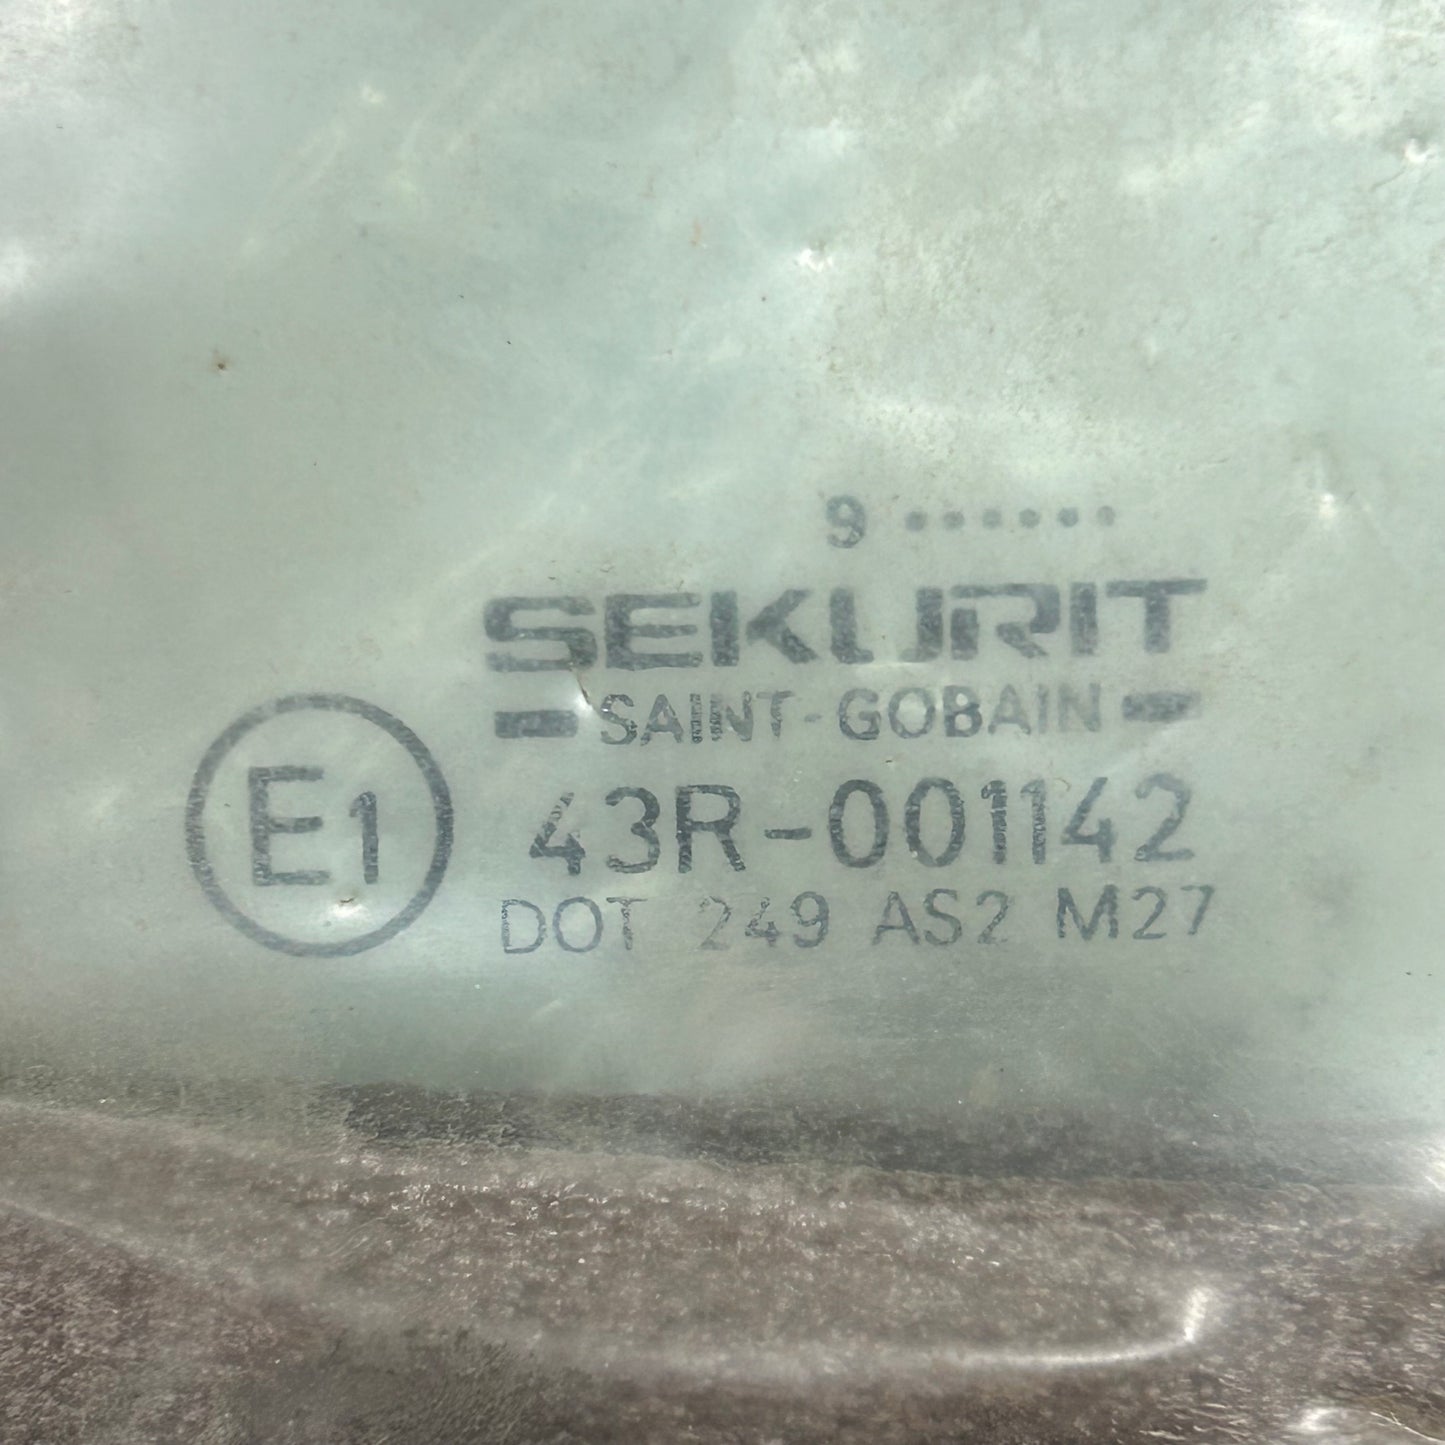 9 ••••••
SEKURIT
SAINT-GOBAIN
E1 43R-001142
DOT 249 AS2 M27